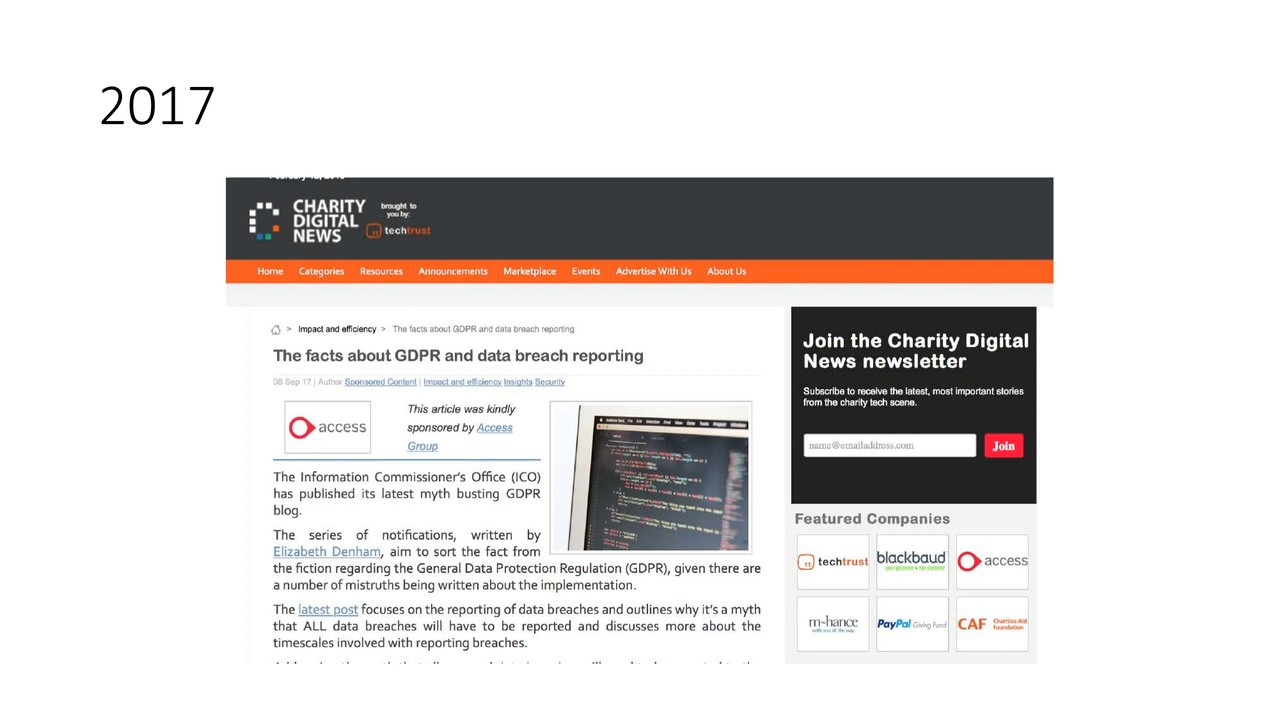 2017
CHARITY
DIGITAL
NEWS
brought to
you by:
techtrust
Home Categories Resources Announcements Marketplace Events Advertise With Us About Us
> Impact and efficiency > The facts about GDPR and data breach reporting
The facts about GDPR and data breach reporting
08 Sep 17 | Author Sponsored Content | Impact and efficiency Insights Security
access
This article was kindly
sponsored by Access
Group
The Information Commissioner's Office (ICO)
has published its latest myth busting GDPR
blog.
The series of notifications, written by
Elizabeth Denham, aim to sort the fact from
the fiction regarding the General Data Protection Regulation (GDPR), given there are
a number of mistruths being written about the implementation.
The latest post focuses on the reporting of data breaches and outlines why it's a myth
that ALL data breaches will have to be reported and discusses more about the
timescales involved with reporting breaches.
Join the Charity Digital
News newsletter
Subscribe to receive the latest, most important stories
from the charity tech scene.
name@emailaddress.com Join
Featured Companies
techtrust blackbaud access
m-hance PayPal Giving Fund CAF Charities Aid
with you all the way Foundation